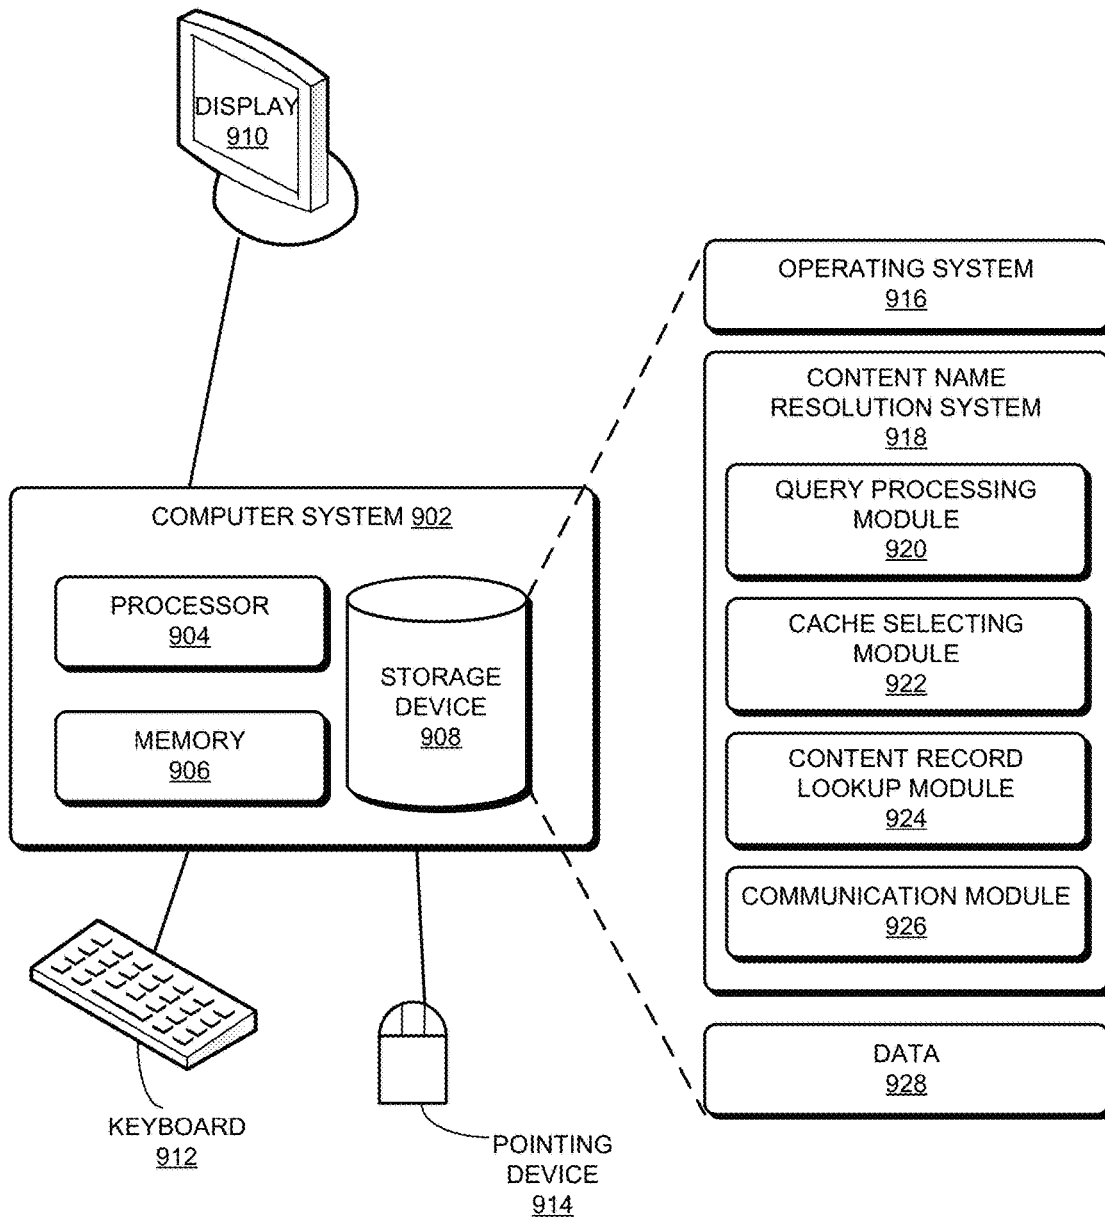 DISPLAY
910
COMPUTER SYSTEM 902
PROCESSOR
904
MEMORY
906
STORAGE
DEVICE
908
KEYBOARD
912
POINTING
DEVICE
914
OPERATING SYSTEM
916
CONTENT NAME
RESOLUTION SYSTEM
918
QUERY PROCESSING
MODULE
920
CACHE SELECTING
MODULE
922
CONTENT RECORD
LOOKUP MODULE
924
COMMUNICATION MODULE
926
DATA
928